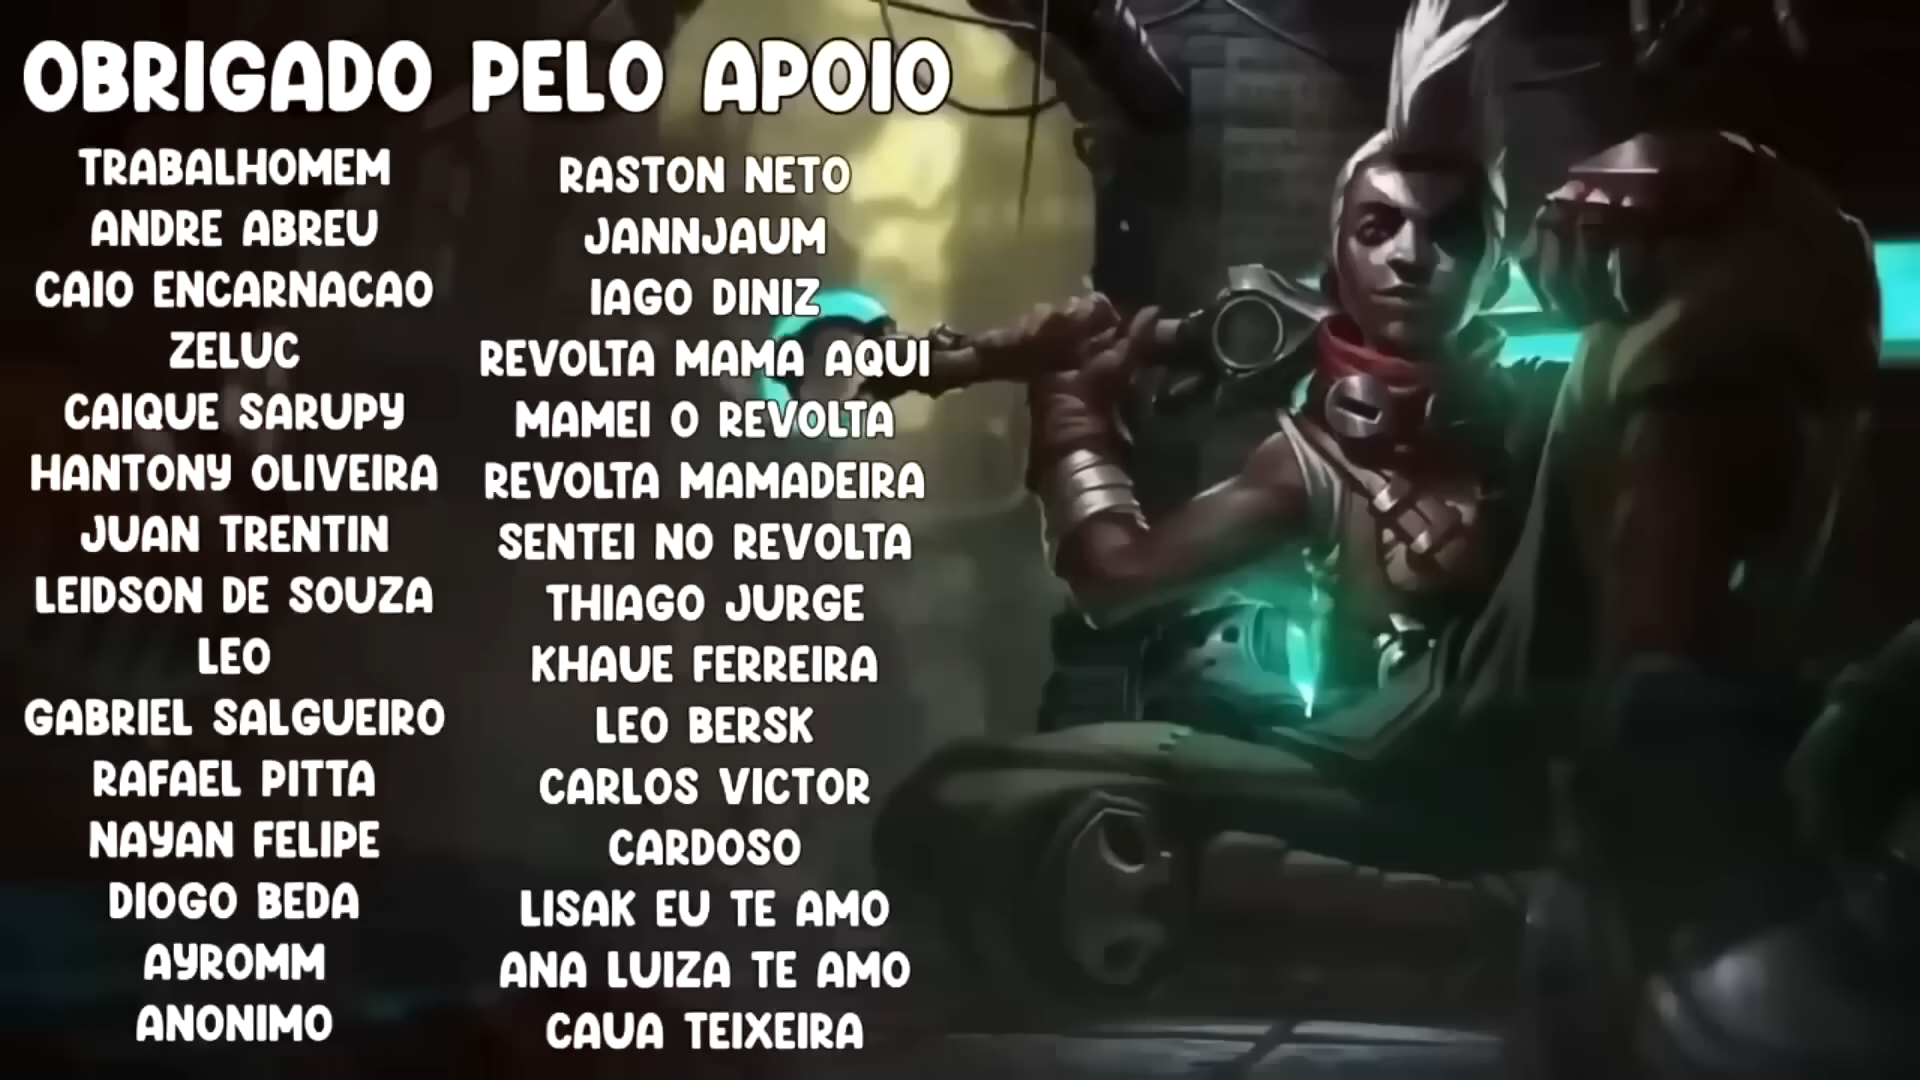 OBRIGADO PELO APOIO
TRABALHOMEM
ANDRE ABREU
CAIO ENCARNACAO
ZELUC
CAIQUE SARUPY
HANTONY OLIVEIRA
JUAN TRENTIN
LEIDSON DE SOUZA
LEO
GABRIEL SALGUEIRO
RAFAEL PITTA
NAYAN FELIPE
DIOGO BEDA
AYROMM
ANONIMO
RASTON NETO
JANNJAUM
IAGO DINIZ
REVOLTA MAMA AQUI
MAMEI O REVOLTA
REVOLTA MAMADEIRA
SENTEI NO REVOLTA
THIAGO JURGE
KHAUE FERREIRA
LEO BERSK
CARLOS VICTOR
CARDOSO
LISAK EU TE AMO
ANA LUIZA TE AMO
CAUA TEIXEIRA